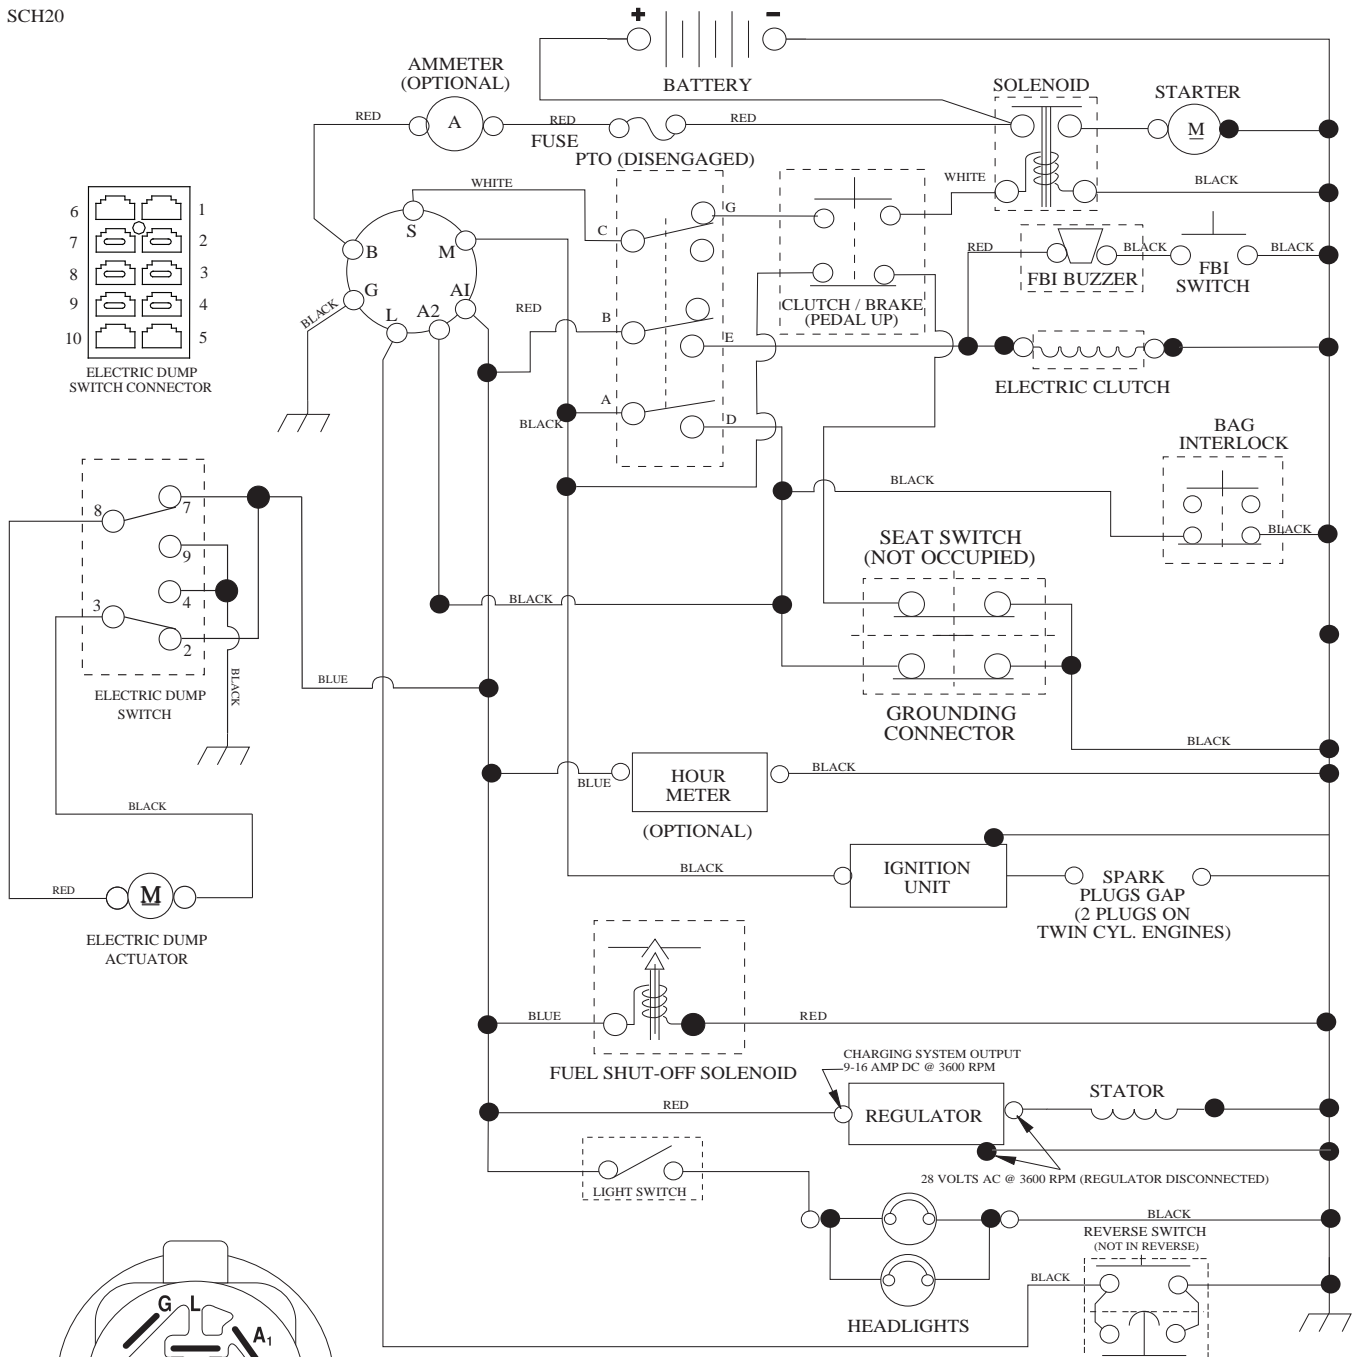 SCH20
+ -
BATTERY
AMMETER
(OPTIONAL)
RED
A
RED
FUSE
RED
PTO (DISENGAGED)
SOLENOID
STARTER
M
WHITE
BLACK
6 1
7 2
8 3
9 4
10 5
ELECTRIC DUMP
SWITCH CONNECTOR
WHITE
S
B
M
G
A1
L
A2
BLACK
RED
C
G
B
E
A
D
BLACK
CLUTCH / BRAKE
(PEDAL UP)
RED
BLACK
BLACK
FBI BUZZER
FBI
SWITCH
ELECTRIC CLUTCH
BAG
INTERLOCK
BLACK
BLACK
8
7
9
4
3
2
ELECTRIC DUMP
SWITCH
BLACK
BLUE
BLACK
SEAT SWITCH
(NOT OCCUPIED)
GROUNDING
CONNECTOR
BLACK
BLUE
HOUR
METER
BLACK
(OPTIONAL)
BLACK
RED
M
ELECTRIC DUMP
ACTUATOR
BLACK
IGNITION
UNIT
SPARK
PLUGS GAP
(2 PLUGS ON
TWIN CYL. ENGINES)
BLUE
RED
FUEL SHUT-OFF SOLENOID
CHARGING SYSTEM OUTPUT
9-16 AMP DC @ 3600 RPM
RED
REGULATOR
STATOR
28 VOLTS AC @ 3600 RPM (REGULATOR DISCONNECTED)
LIGHT SWITCH
BLACK
HEADLIGHTS
REVERSE SWITCH
(NOT IN REVERSE)
BLACK
G L
A1